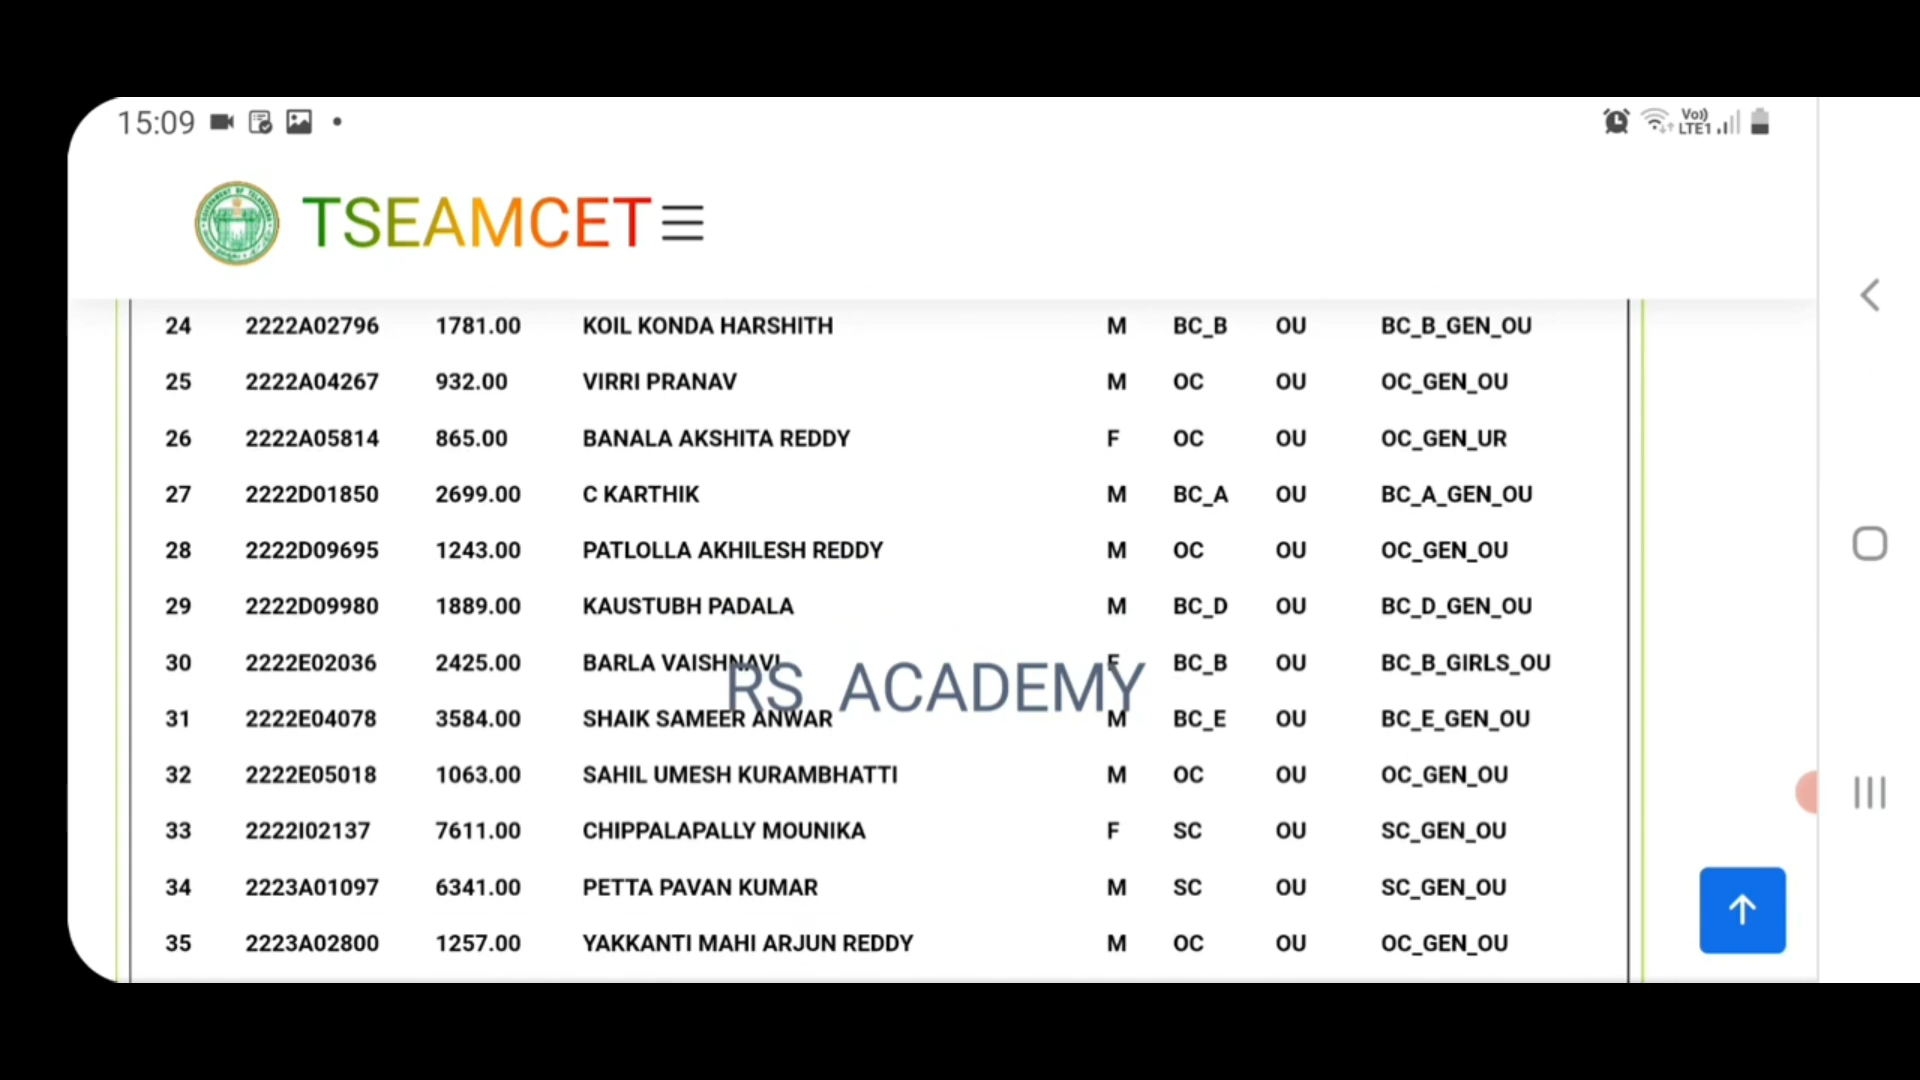 15:09 Vo)) LTE1
TSEAMCET
24 2222A02796 1781.00 KOIL KONDA HARSHITH M BC_B OU BC_B_GEN_OU
25 2222A04267 932.00 VIRRI PRANAV M OC OU OC_GEN_OU
26 2222A05814 865.00 BANALA AKSHITA REDDY F OC OU OC_GEN_UR
27 2222D01850 2699.00 C KARTHIK M BC_A OU BC_A_GEN_OU
28 2222D09695 1243.00 PATLOLLA AKHILESH REDDY M OC OU OC_GEN_OU
29 2222D09980 1889.00 KAUSTUBH PADALA M BC_D OU BC_D_GEN_OU
30 2222E02036 2425.00 BARLA VAISHNAVI F BC_B OU BC_B_GIRLS_OU
RS ACADEMY
31 2222E04078 3584.00 SHAIK SAMEER ANWAR M BC_E OU BC_E_GEN_OU
32 2222E05018 1063.00 SAHIL UMESH KURAMBHATTI M OC OU OC_GEN_OU
33 2222I02137 7611.00 CHIPPALAPALLY MOUNIKA F SC OU SC_GEN_OU
34 2223A01097 6341.00 PETTA PAVAN KUMAR M SC OU SC_GEN_OU
35 2223A02800 1257.00 YAKKANTI MAHI ARJUN REDDY M OC OU OC_GEN_OU